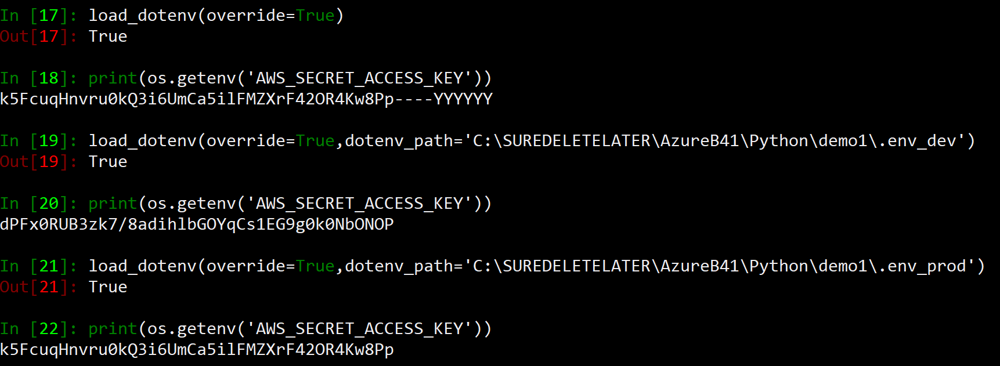 In [17]: load_dotenv(override=True)
Out[17]: True
In [18]: print(os.getenv('AWS_SECRET_ACCESS_KEY'))
k5FcuqHnvru0kQ3i6UmCa5ilFMZXrF42OR4Kw8Pp----YYYYYY
In [19]: load_dotenv(override=True,dotenv_path='C:\SUREDELETELATER\AzureB41\Python\demo1\.env_dev')
Out[19]: True
In [20]: print(os.getenv('AWS_SECRET_ACCESS_KEY'))
dPFx0RUB3zk7/8adihlbGOYqCs1EG9g0k0NbONOP
In [21]: load_dotenv(override=True,dotenv_path='C:\SUREDELETELATER\AzureB41\Python\demo1\.env_prod')
Out[21]: True
In [22]: print(os.getenv('AWS_SECRET_ACCESS_KEY'))
k5FcuqHnvru0kQ3i6UmCa5ilFMZXrF42OR4Kw8Pp